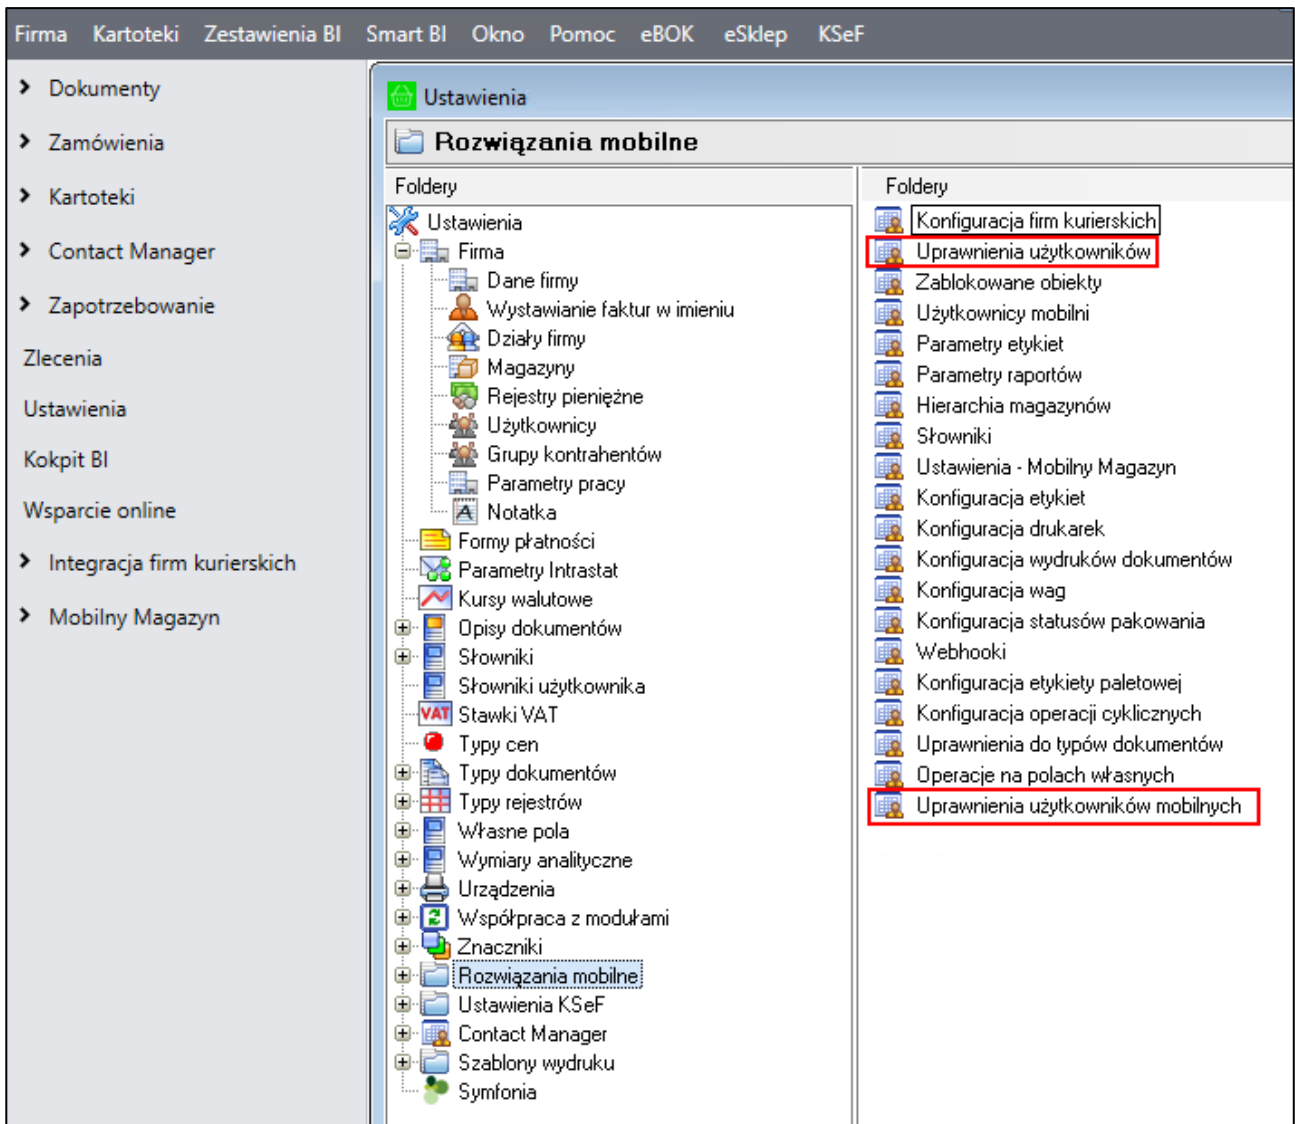 Firma Kartoteki Zestawienia BI Smart BI Okno Pomoc eBOK eSklep KSeF
Dokumenty
Zamówienia
Kartoteki
Contact Manager
Zapotrzebowanie
Zlecenia
Ustawienia
Kokpit BI
Wsparcie online
Integracja firm kurierskich
Mobilny Magazyn
Ustawienia
Rozwiązania mobilne
Foldery
Ustawienia
Firma
Dane firmy
Wystawianie faktur w imieniu
Działy firmy
Magazyny
Rejestry pieniężne
Użytkownicy
Grupy kontrahentów
Parametry pracy
Notatka
Formy płatności
Parametry Intrastat
Kursy walutowe
Opisy dokumentów
Słowniki
Słowniki użytkownika
VAT Stawki VAT
Typy cen
Typy dokumentów
Typy rejestrów
Własne pola
Wymiary analityczne
Urządzenia
Współpraca z modułami
Znaczniki
Rozwiązania mobilne
Ustawienia KSeF
Contact Manager
Szablony wydruku
Symfonia
Foldery
Konfiguracja firm kurierskich
Uprawnienia użytkowników
Zablokowane obiekty
Użytkownicy mobilni
Parametry etykiet
Parametry raportów
Hierarchia magazynów
Słowniki
Ustawienia - Mobilny Magazyn
Konfiguracja etykiet
Konfiguracja drukarek
Konfiguracja wydruków dokumentów
Konfiguracja wag
Konfiguracja statusów pakowania
Webhooki
Konfiguracja etykiety paletowej
Konfiguracja operacji cyklicznych
Uprawnienia do typów dokumentów
Operacje na polach własnych
Uprawnienia użytkowników mobilnych